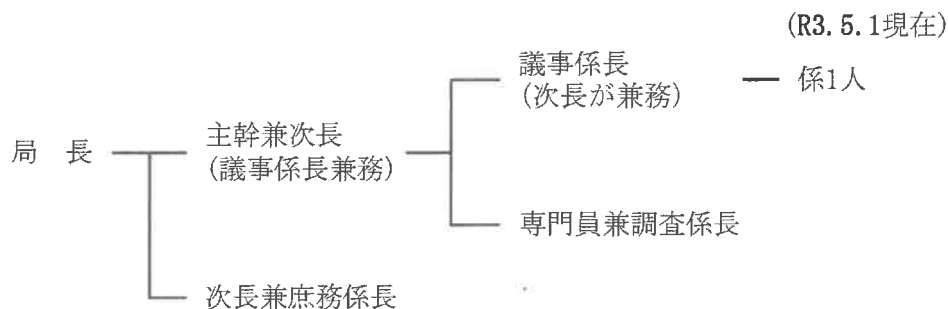 (R3.5.1現在)
議事係長
(次長が兼務)
係1人
局　長
主幹兼次長
(議事係長兼務)
専門員兼調査係長
次長兼庶務係長